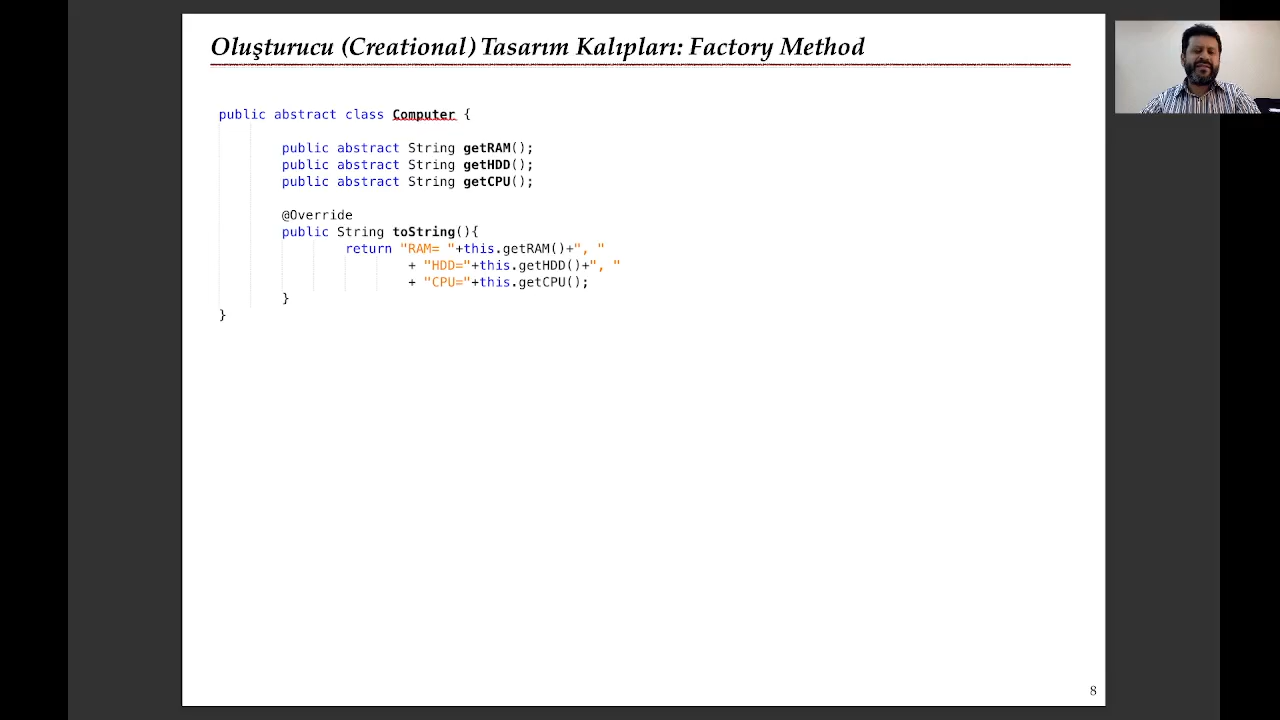 Oluşturucu (Creational) Tasarım Kalıpları: Factory Method
public abstract class Computer {
public abstract String getRAM();
public abstract String getHDD();
public abstract String getCPU();
@Override
public String toString(){
return "RAM= "+this.getRAM()+", "
+ "HDD="+this.getHDD()+", "
+ "CPU="+this.getCPU();
}
}
8